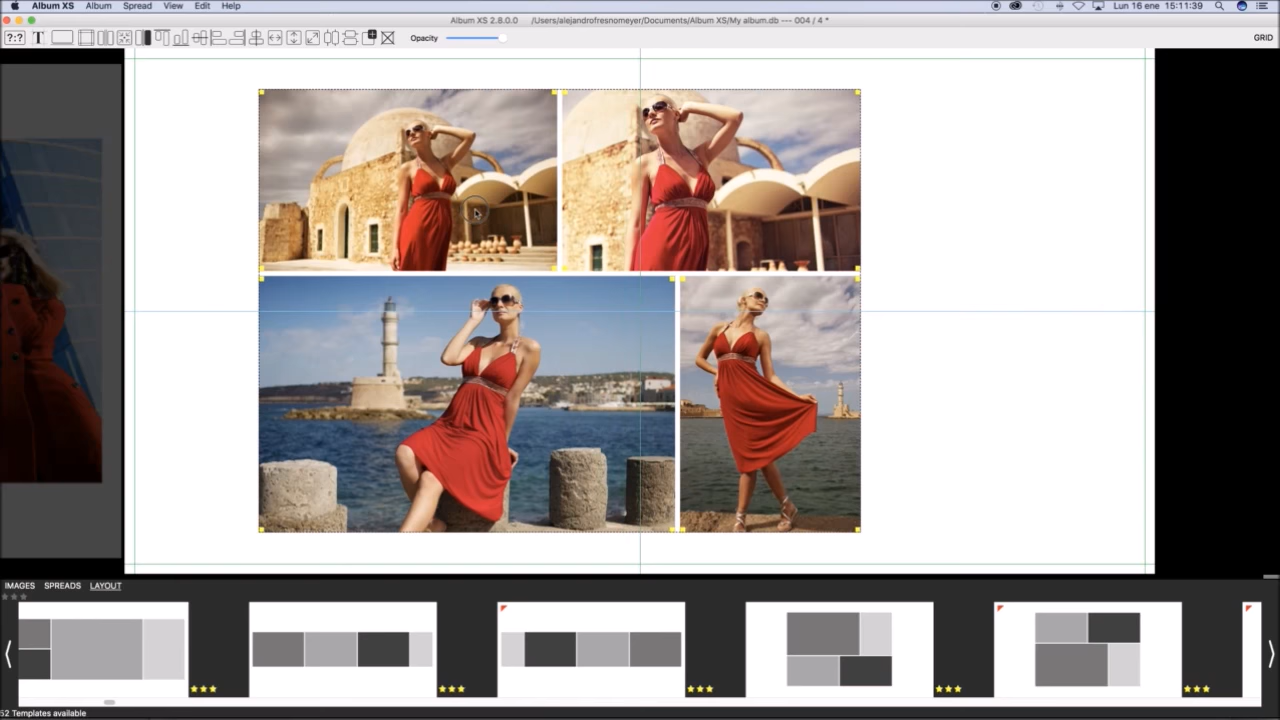 Album XS Album Spread View Edit Help Lun 16 ene 15:11:39
Album XS 2.8.0.0 /Users/alejandrofresnomeyer/Documents/Album XS/My album.db --- 004 / 4 *
?:? T Opacity GRID
IMAGES SPREADS LAYOUT
52 Templates available